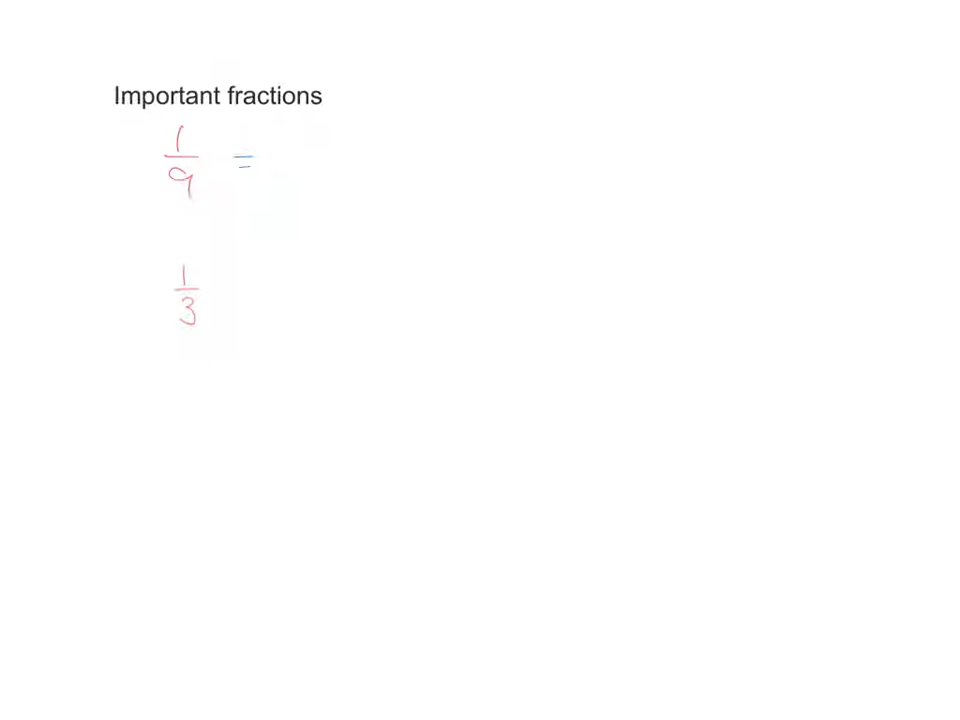 Important fractions
1/9 =
1/3